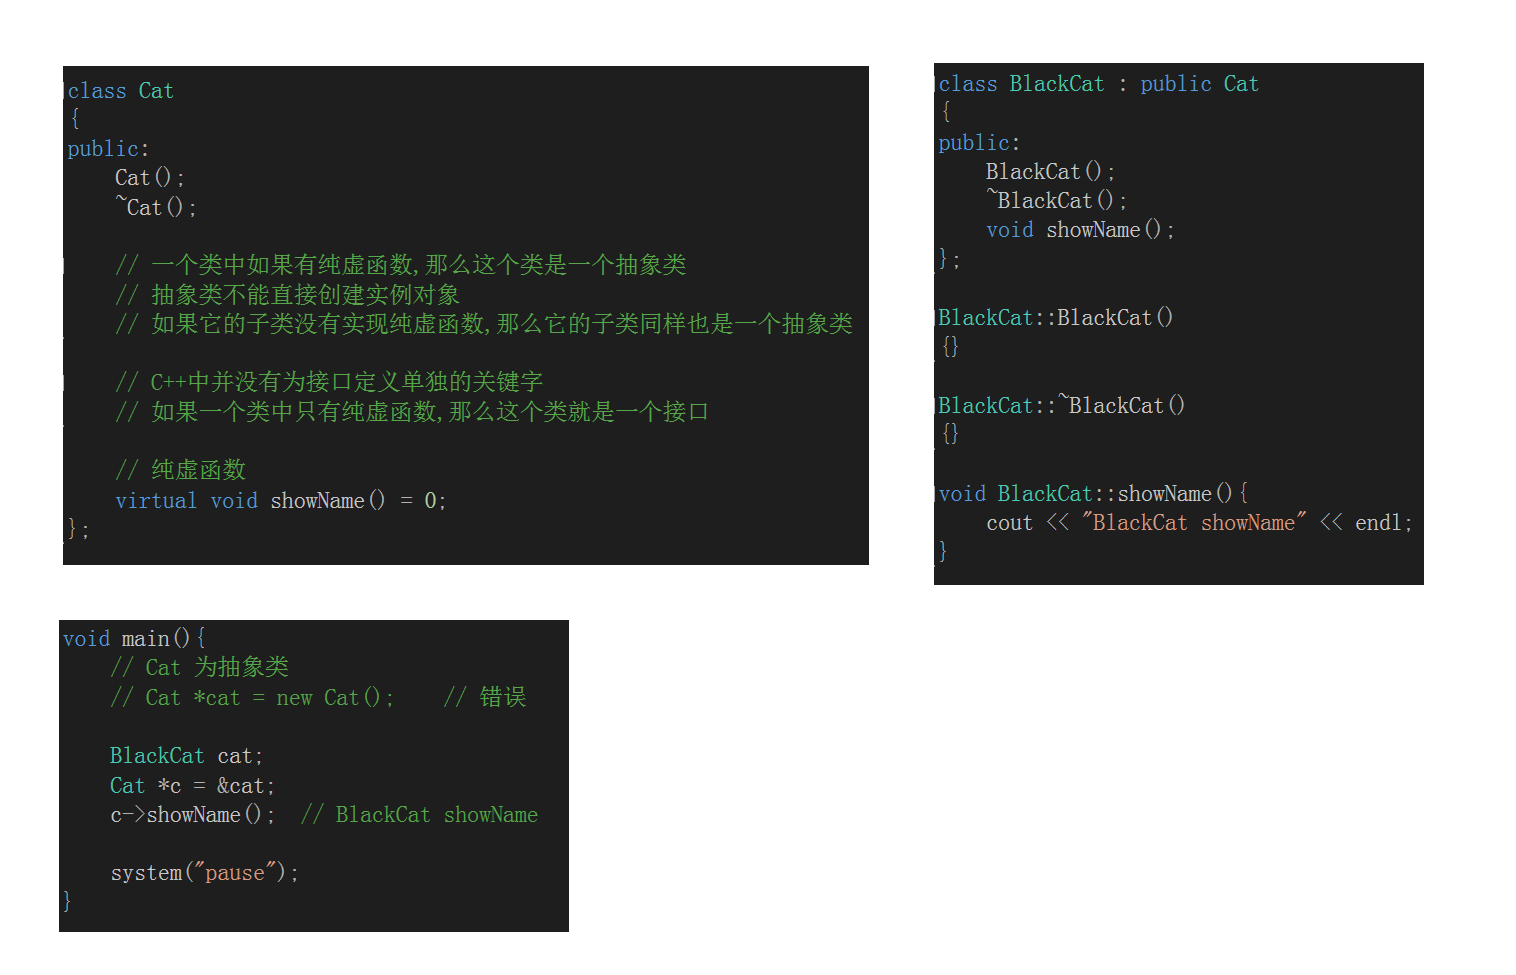 class Cat
{
public:
    Cat();
    ~Cat();
    // 一个类中如果有纯虚函数,那么这个类是一个抽象类
    // 抽象类不能直接创建实例对象
    // 如果它的子类没有实现纯虚函数,那么它的子类同样也是一个抽象类
    // C++中并没有为接口定义单独的关键字
    // 如果一个类中只有纯虚函数,那么这个类就是一个接口
    // 纯虚函数
    virtual void showName() = 0;
};
class BlackCat : public Cat
{
public:
    BlackCat();
    ~BlackCat();
    void showName();
};
BlackCat::BlackCat()
{}
BlackCat::~BlackCat()
{}
void BlackCat::showName(){
    cout << "BlackCat showName" << endl;
}
void main(){
    // Cat 为抽象类
    // Cat *cat = new Cat();    // 错误
    BlackCat cat;
    Cat *c = &cat;
    c->showName();  // BlackCat showName
    system("pause");
}